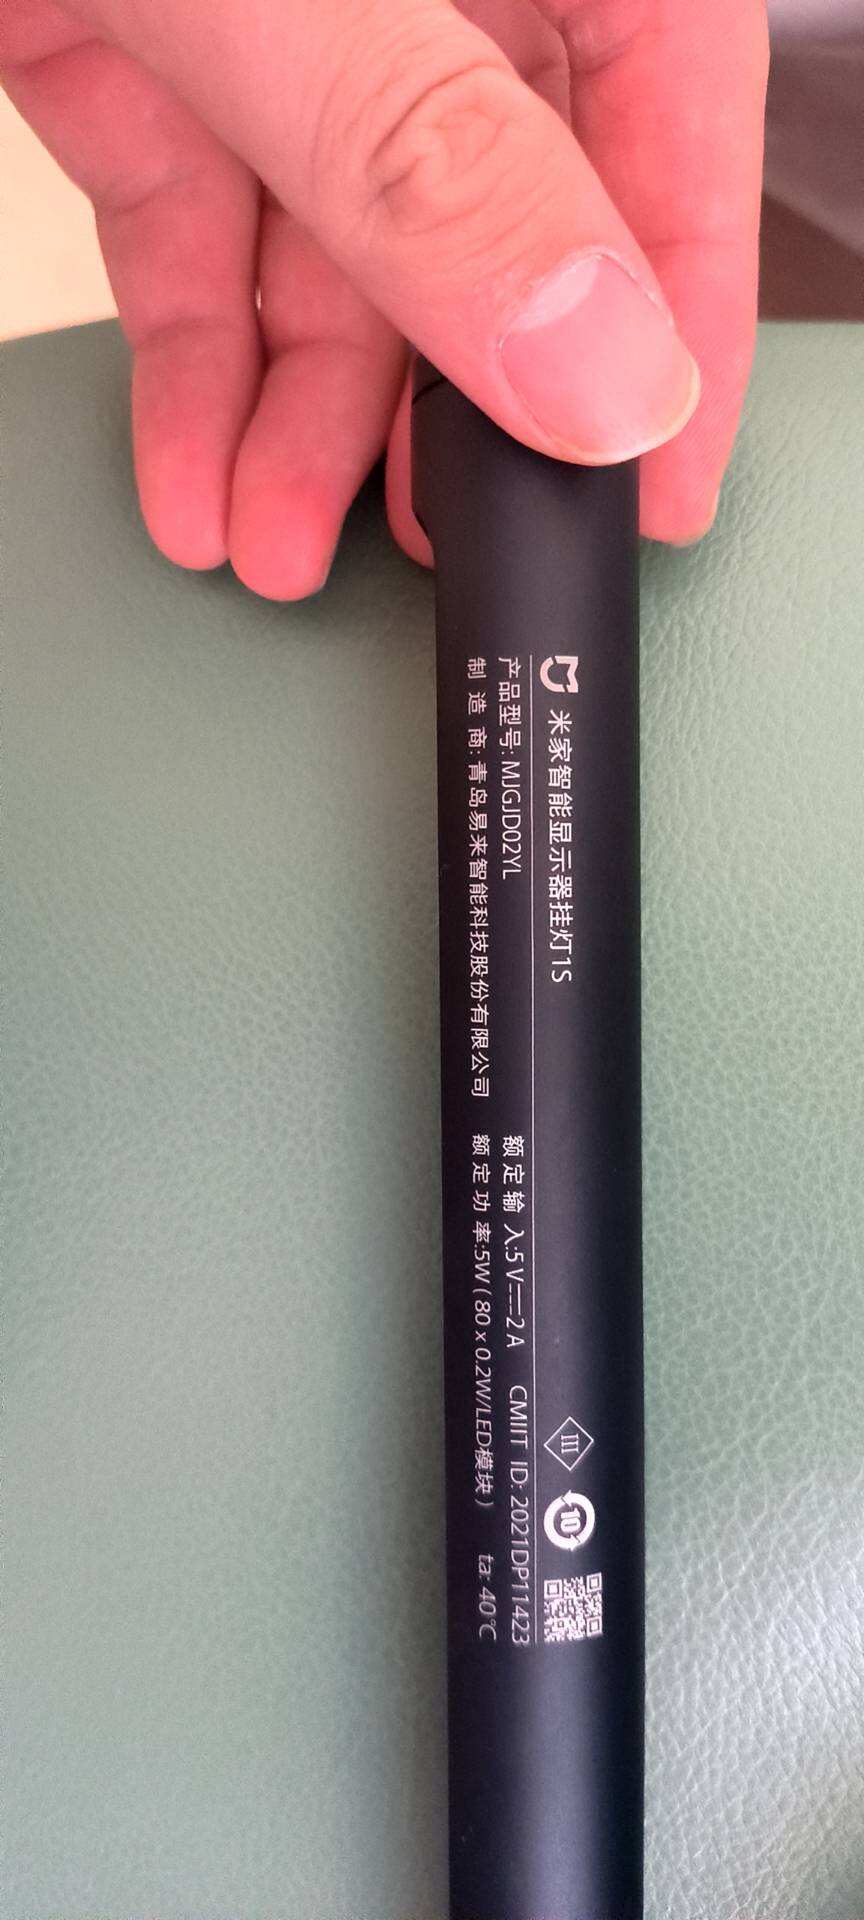 米家智能显示器挂灯1S
产品型号: MJGJD02YL
制 造 商: 青岛易来智能科技股份有限公司
额 定 输 入:5V⎓2A CMIIT ID: 2021DP11423
额 定 功 率:5W(80 x 0.2W/LED模块) ta: 40℃
III
10